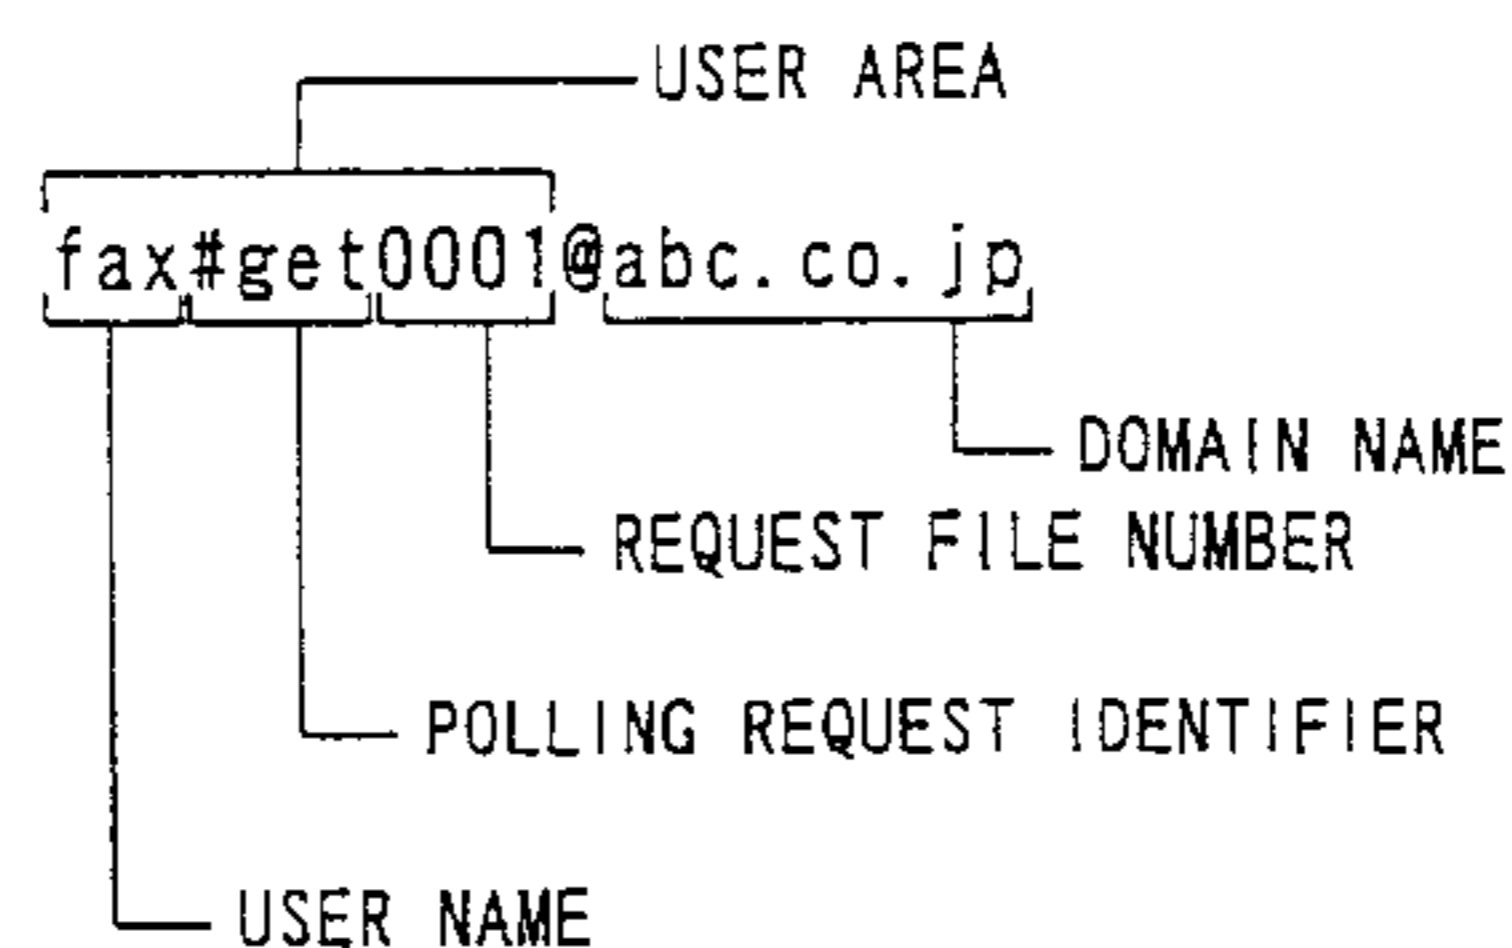 USER AREA
fax#get0001@abc.co.jp
DOMAIN NAME
REQUEST FILE NUMBER
POLLING REQUEST IDENTIFIER
USER NAME